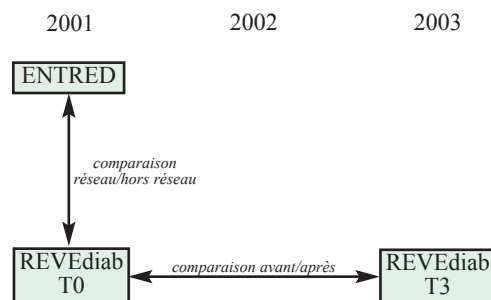 2001 2002 2003
ENTRED
comparaison
réseau/hors réseau
REVEdiab
T0
comparaison avant/après
REVEdiab
T3